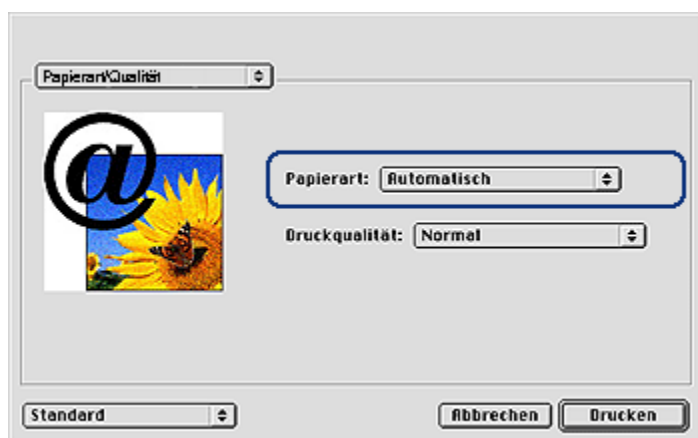 Papierart/Qualität
@
Papierart: Automatisch
Druckqualität: Normal
Standard
Abbrechen Drucken